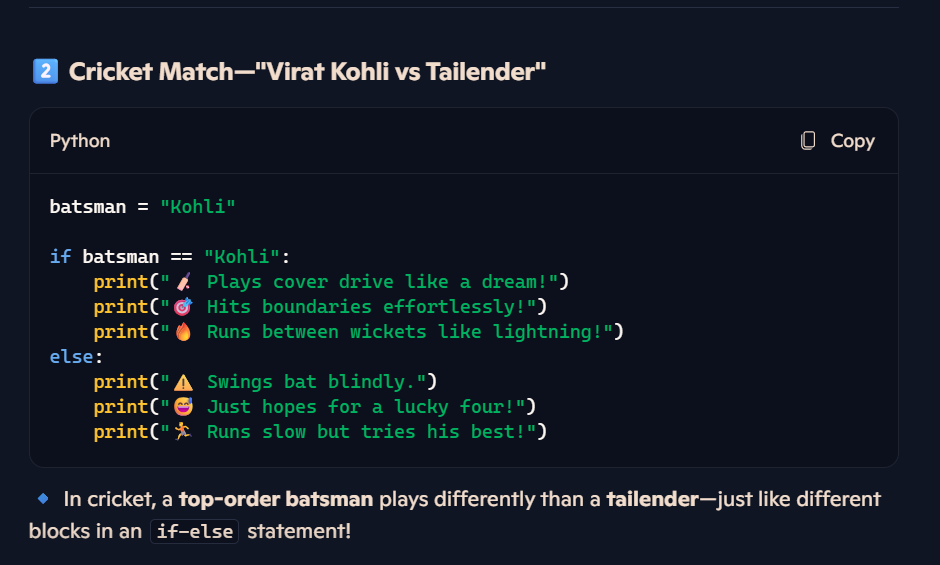 2️⃣ Cricket Match—"Virat Kohli vs Tailender"
Python
Copy
batsman = "Kohli"
if batsman == "Kohli":
    print("🏏 Plays cover drive like a dream!")
    print("🎯 Hits boundaries effortlessly!")
    print("🔥 Runs between wickets like lightning!")
else:
    print("⚠️ Swings bat blindly.")
    print("😅 Just hopes for a lucky four!")
    print("🏃 Runs slow but tries his best!")
🔹 In cricket, a top-order batsman plays differently than a tailender—just like different
blocks in an if-else statement!